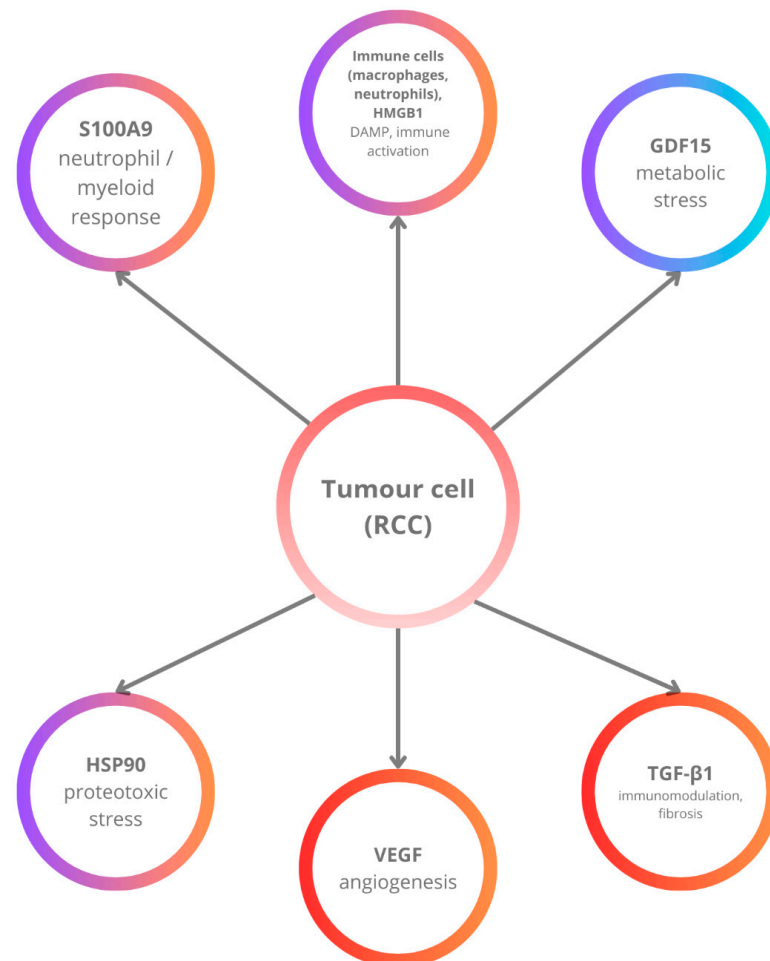 Immune cells
(macrophages,
neutrophils),
HMGB1
DAMP, immune
activation
S100A9
neutrophil /
myeloid
response
GDF15
metabolic
stress
Tumour cell
(RCC)
HSP90
proteotoxic
stress
VEGF
angiogenesis
TGF-β1
immunomodulation,
fibrosis